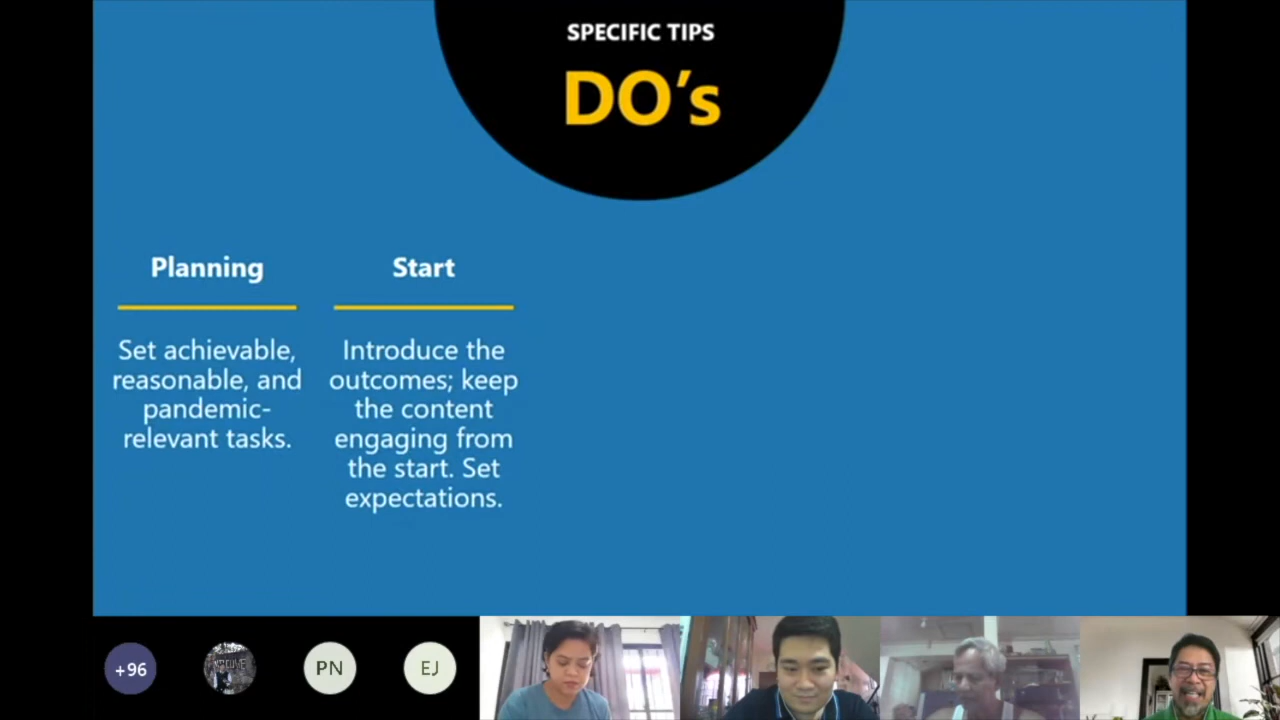 SPECIFIC TIPS
DO’s
Planning
Set achievable,
reasonable, and
pandemic-
relevant tasks.
Start
Introduce the
outcomes; keep
the content
engaging from
the start. Set
expectations.
+96
PN
EJ